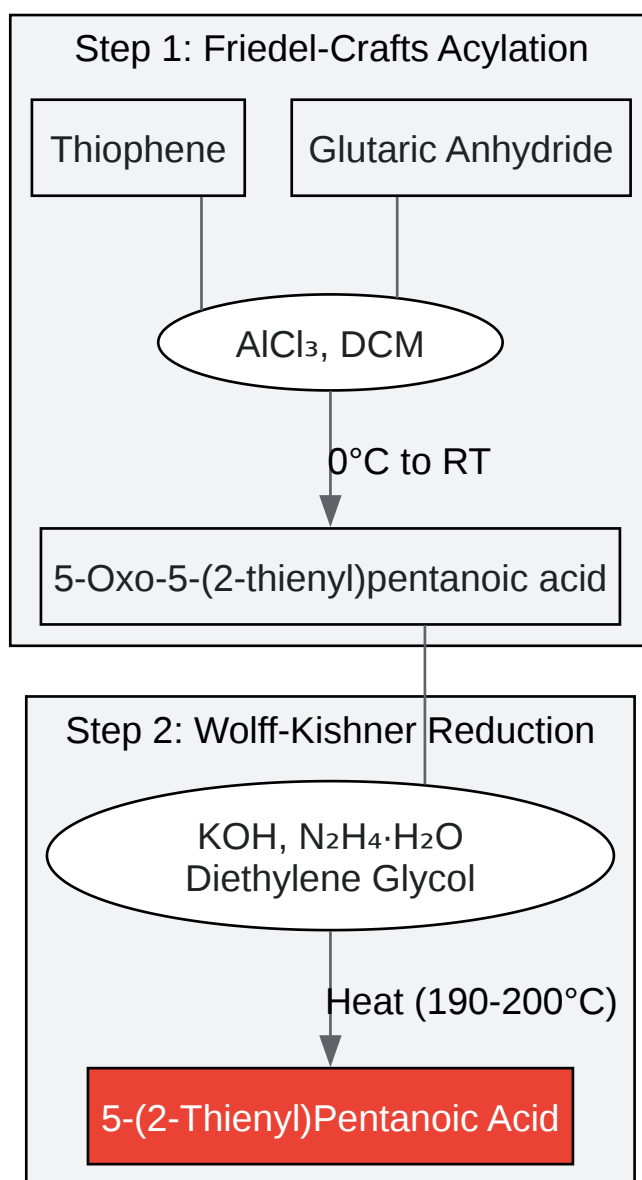 Step 1: Friedel-Crafts Acylation
Thiophene
Glutaric Anhydride
AlCl₃, DCM
0°C to RT
5-Oxo-5-(2-thienyl)pentanoic acid
Step 2: Wolff-Kishner Reduction
KOH, N₂H₄·H₂O
Diethylene Glycol
Heat (190-200°C)
5-(2-Thienyl)Pentanoic Acid